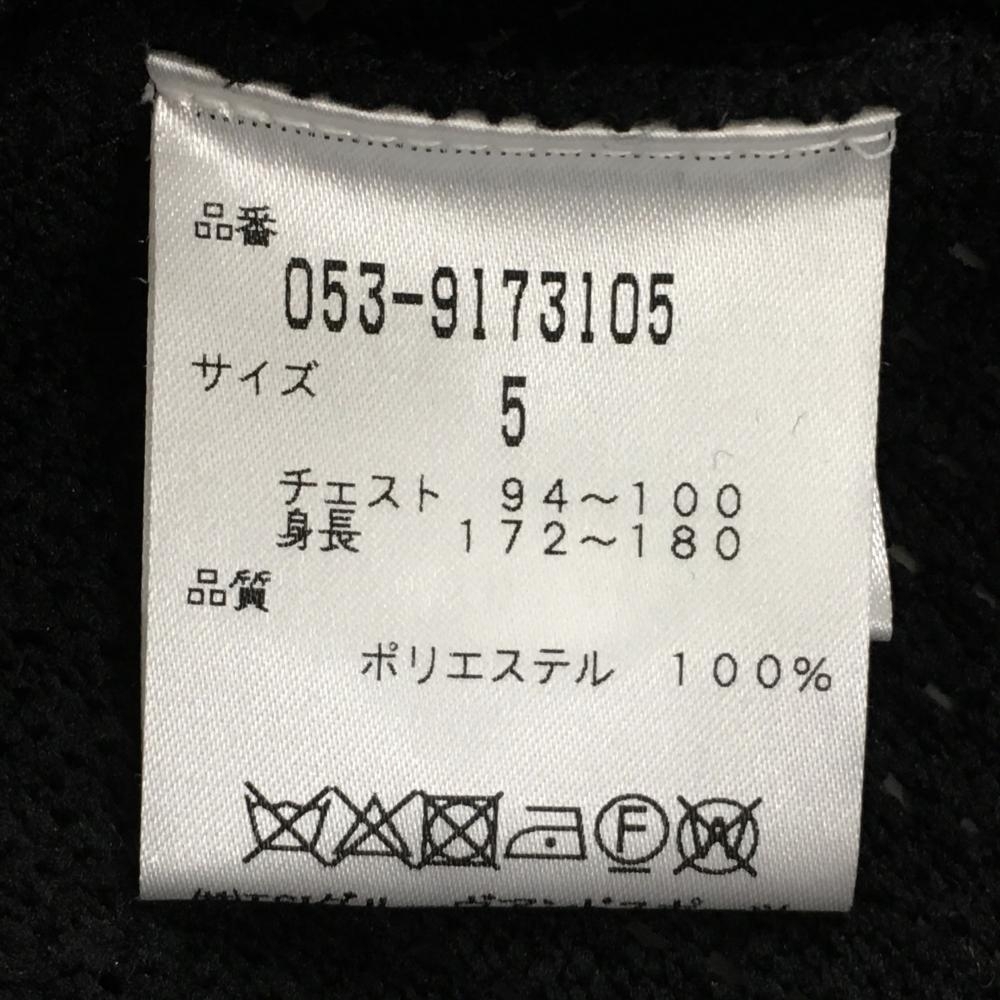 品番
053-9173105
サイズ
5
チェスト 94～100
身長 172～180
品質
ポリエステル 100%
F
W